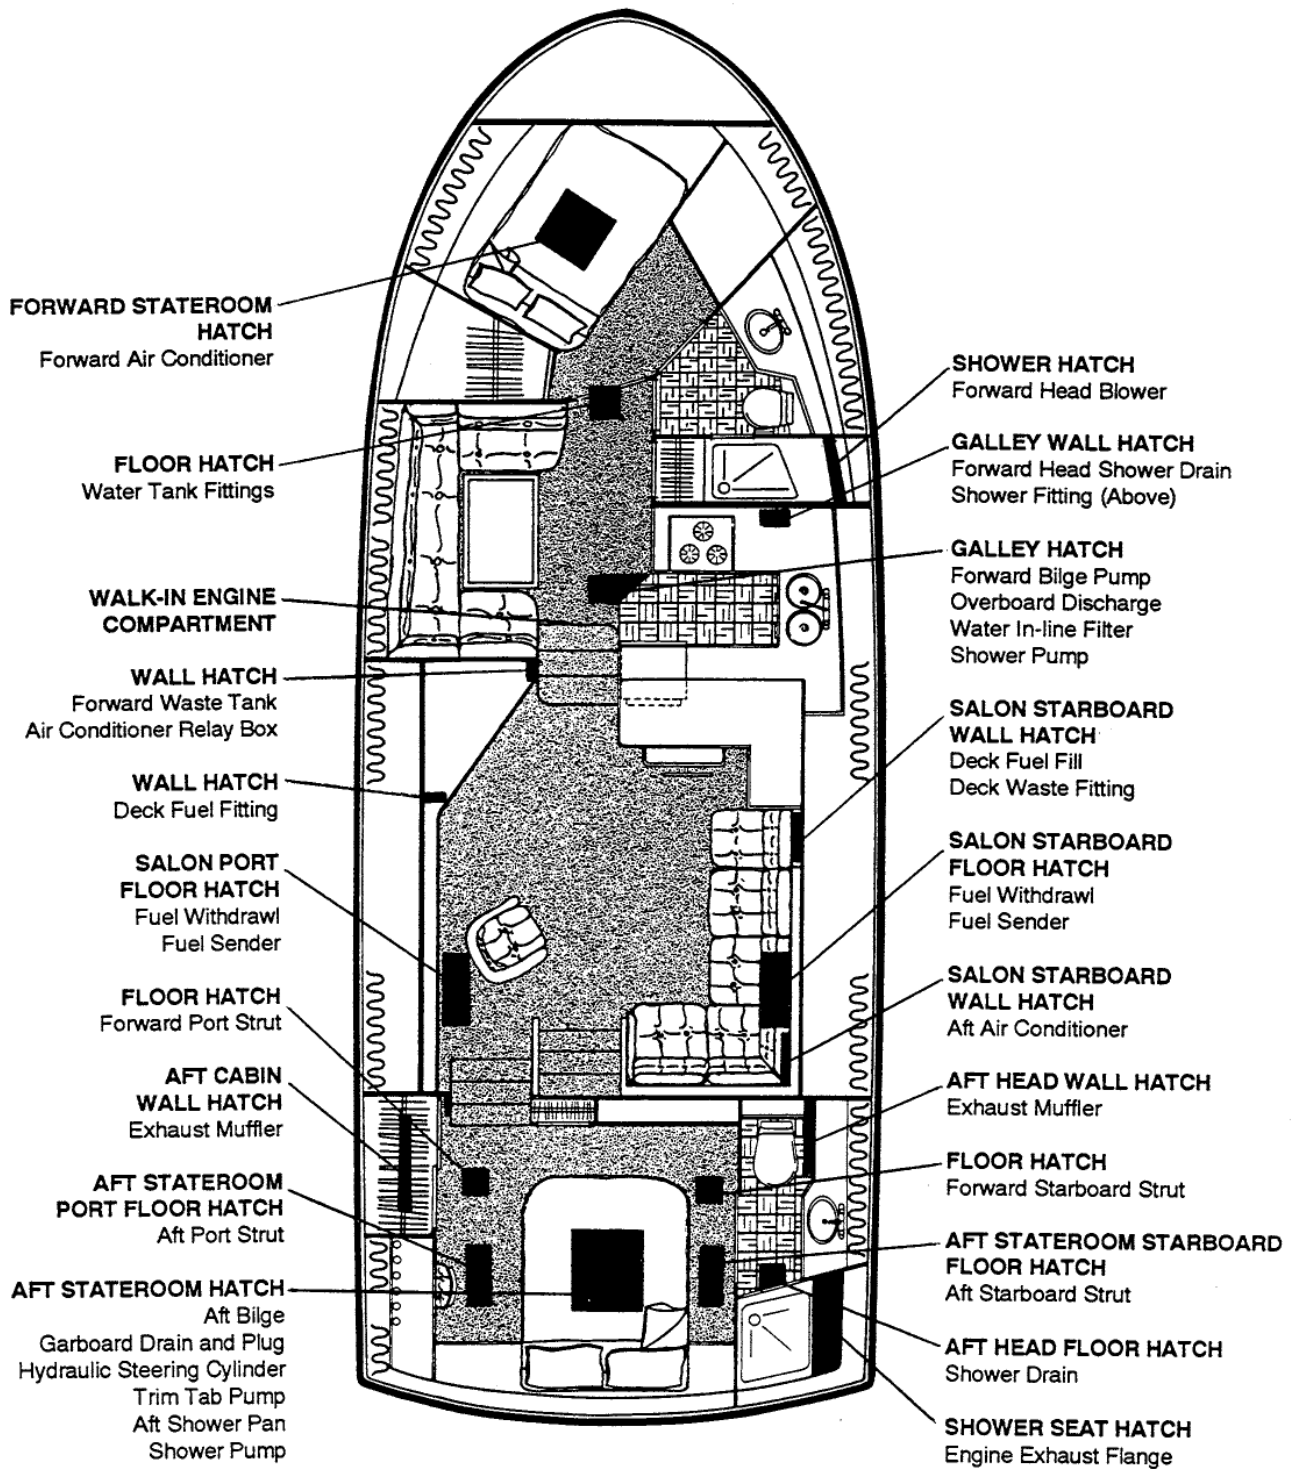 FORWARD STATEROOM
HATCH
Forward Air Conditioner
FLOOR HATCH
Water Tank Fittings
WALK-IN ENGINE
COMPARTMENT
WALL HATCH
Forward Waste Tank
Air Conditioner Relay Box
WALL HATCH
Deck Fuel Fitting
SALON PORT
FLOOR HATCH
Fuel Withdrawl
Fuel Sender
FLOOR HATCH
Forward Port Strut
AFT CABIN
WALL HATCH
Exhaust Muffler
AFT STATEROOM
PORT FLOOR HATCH
Aft Port Strut
AFT STATEROOM HATCH
Aft Bilge
Garboard Drain and Plug
Hydraulic Steering Cylinder
Trim Tab Pump
Aft Shower Pan
Shower Pump
SHOWER HATCH
Forward Head Blower
GALLEY WALL HATCH
Forward Head Shower Drain
Shower Fitting (Above)
GALLEY HATCH
Forward Bilge Pump
Overboard Discharge
Water In-line Filter
Shower Pump
SALON STARBOARD
WALL HATCH
Deck Fuel Fill
Deck Waste Fitting
SALON STARBOARD
FLOOR HATCH
Fuel Withdrawl
Fuel Sender
SALON STARBOARD
WALL HATCH
Aft Air Conditioner
AFT HEAD WALL HATCH
Exhaust Muffler
FLOOR HATCH
Forward Starboard Strut
AFT STATEROOM STARBOARD
FLOOR HATCH
Aft Starboard Strut
AFT HEAD FLOOR HATCH
Shower Drain
SHOWER SEAT HATCH
Engine Exhaust Flange